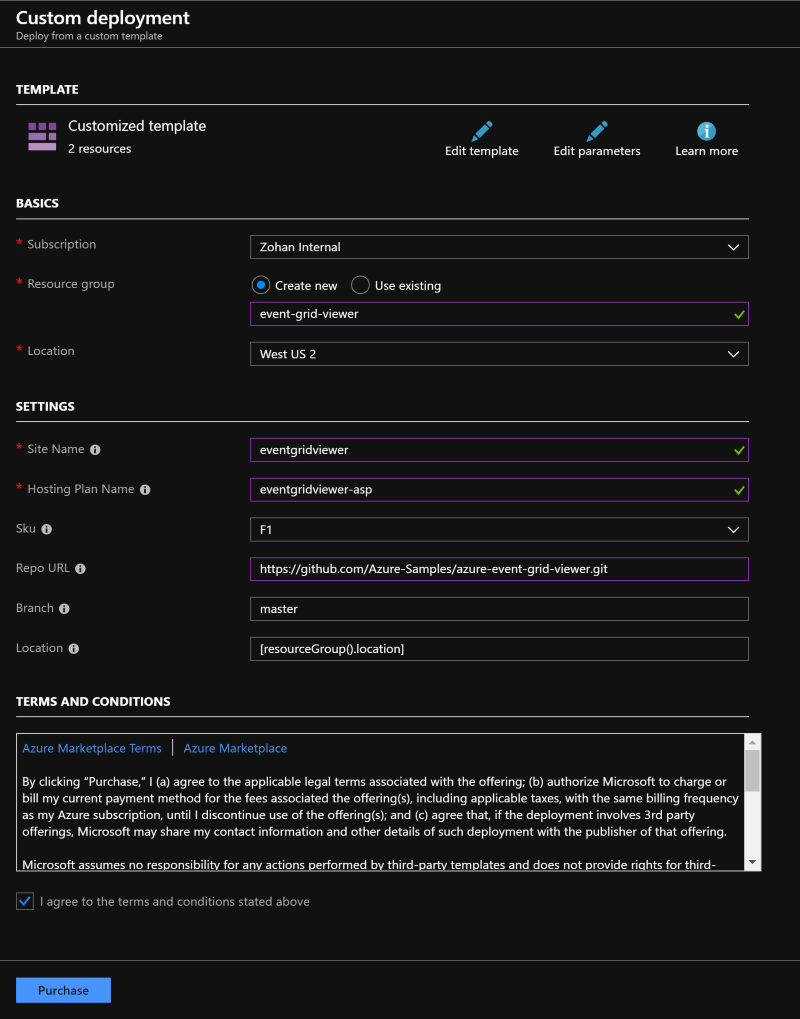 Custom deployment
Deploy from a custom template
TEMPLATE
Customized template
2 resources
Edit template
Edit parameters
Learn more
BASICS
* Subscription
Zohan Internal
* Resource group
Create new
Use existing
event-grid-viewer
* Location
West US 2
SETTINGS
* Site Name
eventgridviewer
* Hosting Plan Name
eventgridviewer-asp
Sku
F1
Repo URL
https://github.com/Azure-Samples/azure-event-grid-viewer.git
Branch
master
Location
[resourceGroup().location]
TERMS AND CONDITIONS
Azure Marketplace Terms | Azure Marketplace
By clicking “Purchase,” I (a) agree to the applicable legal terms associated with the offering; (b) authorize Microsoft to charge or
bill my current payment method for the fees associated the offering(s), including applicable taxes, with the same billing frequency
as my Azure subscription, until I discontinue use of the offering(s); and (c) agree that, if the deployment involves 3rd party
offerings, Microsoft may share my contact information and other details of such deployment with the publisher of that offering.
Microsoft assumes no responsibility for any actions performed by third-party templates and does not provide rights for third-
I agree to the terms and conditions stated above
Purchase